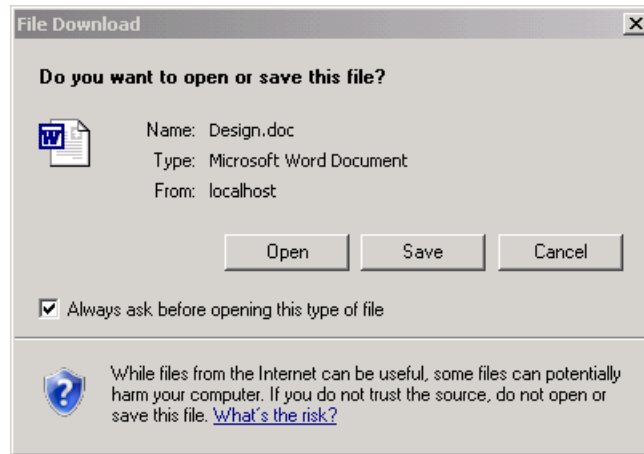 File Download
Do you want to open or save this file?
Name: Design.doc
Type: Microsoft Word Document
From: localhost
Open Save Cancel
Always ask before opening this type of file
While files from the Internet can be useful, some files can potentially
harm your computer. If you do not trust the source, do not open or
save this file. What's the risk?